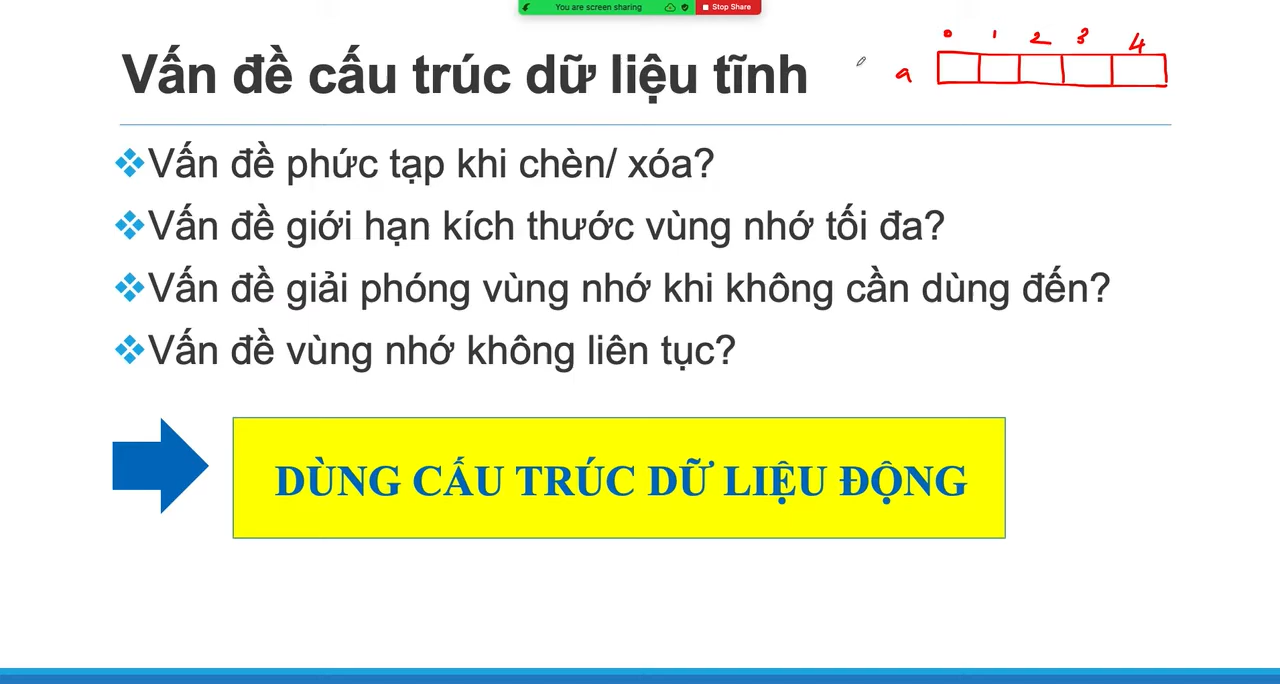 You are screen sharing
Stop Share
Vấn đề cấu trúc dữ liệu tĩnh
0 1 2 3 4
a
Vấn đề phức tạp khi chèn/ xóa?
Vấn đề giới hạn kích thước vùng nhớ tối đa?
Vấn đề giải phóng vùng nhớ khi không cần dùng đến?
Vấn đề vùng nhớ không liên tục?
DÙNG CẤU TRÚC DỮ LIỆU ĐỘNG